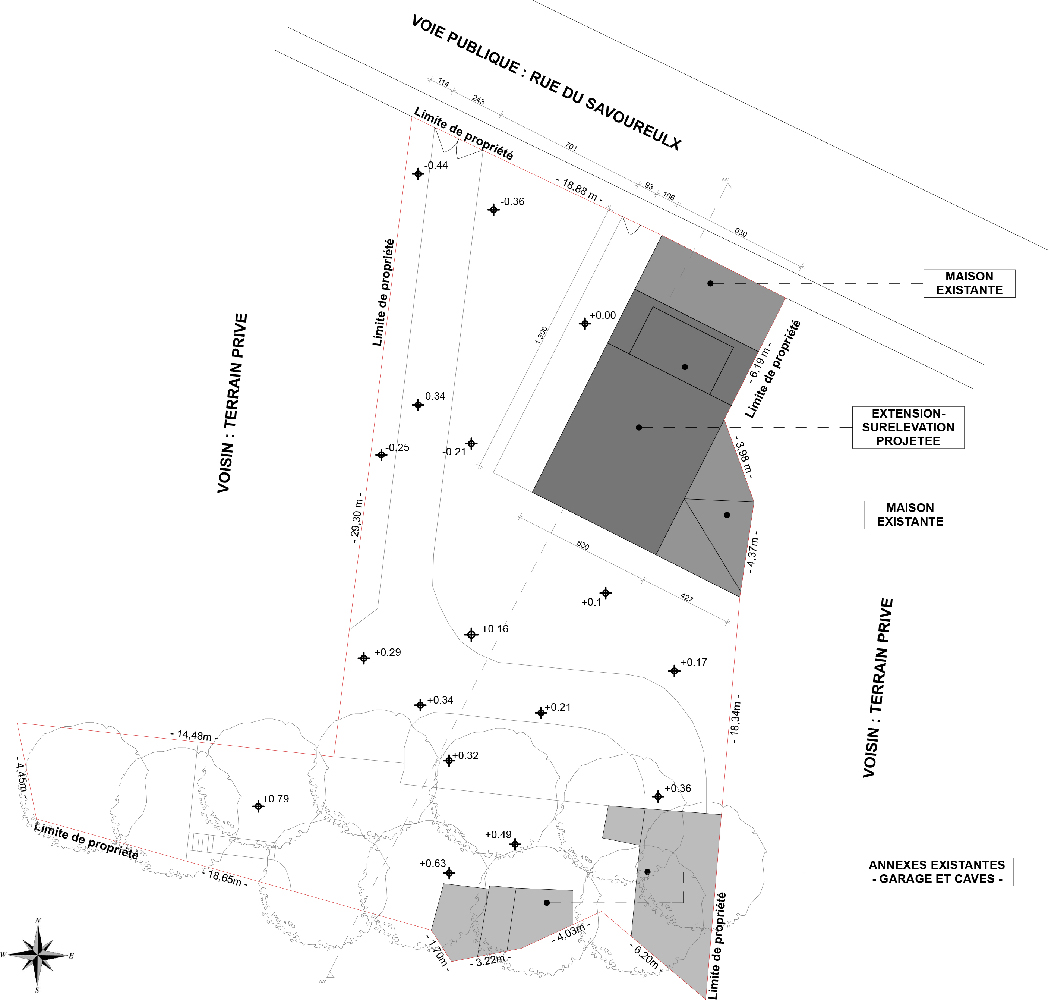 VOIE PUBLIQUE : RUE DU SAVOUREULX
114
243
Limite de propriété
701
- 18,88 m -
93
106
639
-0.44
-0.36
MAISON
EXISTANTE
+0.00
Limite de propriété
- 6,19 m -
Limite de propriété
VOISIN : TERRAIN PRIVE
0.34
-0.25
-0.21
EXTENSION-
SURELEVATION
PROJETEE
- 3,98 m -
- 29,30 m -
MAISON
EXISTANTE
- 4,37m -
600
427
+0.1
+0.16
+0.29
+0.17
VOISIN : TERRAIN PRIVE
+0.34
+0.21
- 18,34m -
- 14,48m -
+0.32
- 4,45m -
+0.79
+0.36
Limite de propriété
+0.49
- 18,65m -
+0.63
ANNEXES EXISTANTES
- GARAGE ET CAVES -
Limite de propriété
- 1,70m -
- 3,22m -
- 4,03m -
- 6,20m -
N
W
E
S